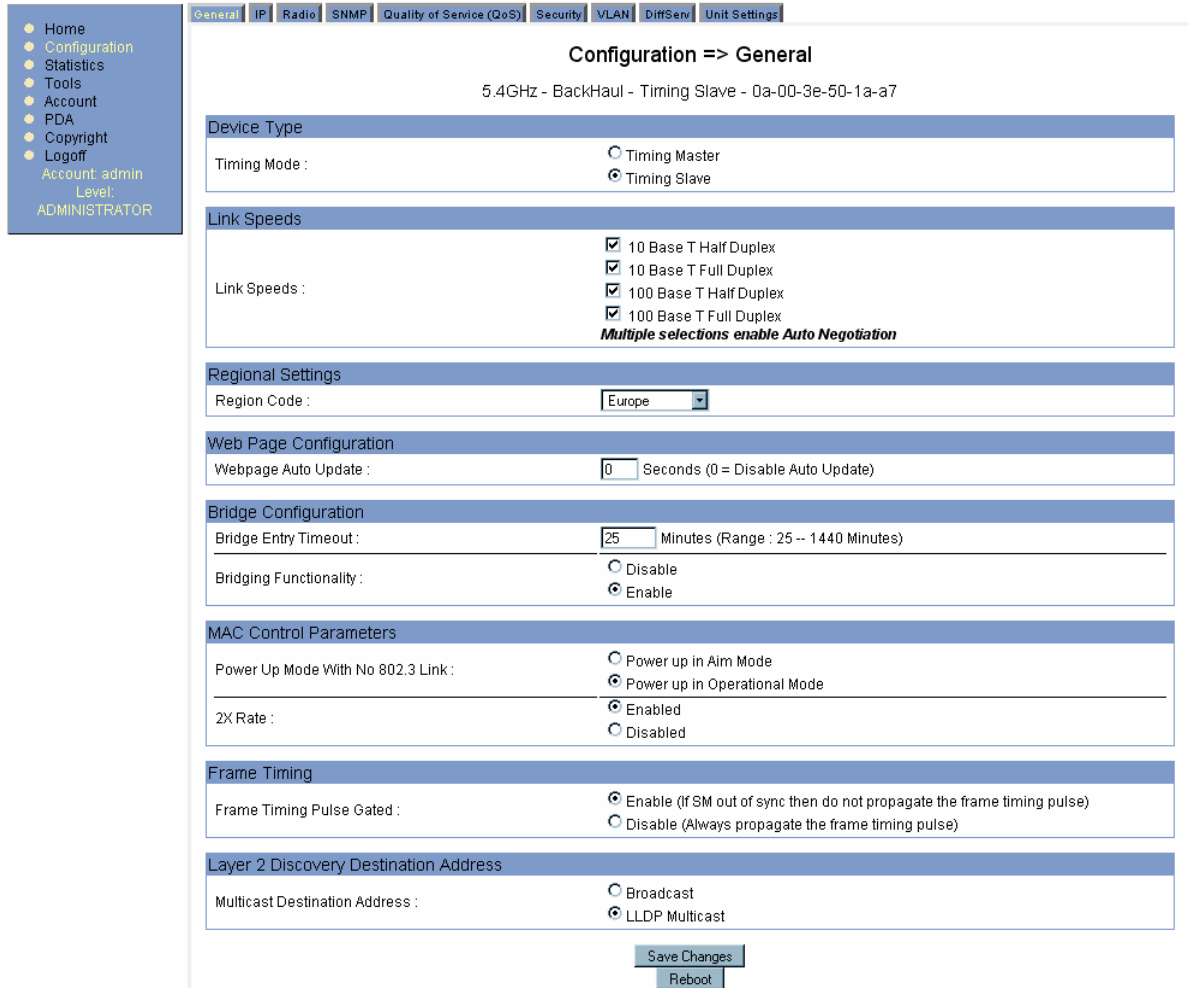 General IP Radio SNMP Quality of Service (QoS) Security VLAN DiffServ Unit Settings
Home
Configuration
Statistics
Tools
Account
PDA
Copyright
Logoff
Account: admin
Level:
ADMINISTRATOR
Configuration => General
5.4GHz - BackHaul - Timing Slave - 0a-00-3e-50-1a-a7
Device Type
Timing Mode :
Timing Master
Timing Slave
Link Speeds
Link Speeds :
10 Base T Half Duplex
10 Base T Full Duplex
100 Base T Half Duplex
100 Base T Full Duplex
Multiple selections enable Auto Negotiation
Regional Settings
Region Code : Europe
Web Page Configuration
Webpage Auto Update : 0 Seconds (0 = Disable Auto Update)
Bridge Configuration
Bridge Entry Timeout : 25 Minutes (Range : 25 -- 1440 Minutes)
Bridging Functionality :
Disable
Enable
MAC Control Parameters
Power Up Mode With No 802.3 Link :
Power up in Aim Mode
Power up in Operational Mode
2X Rate :
Enabled
Disabled
Frame Timing
Frame Timing Pulse Gated :
Enable (If SM out of sync then do not propagate the frame timing pulse)
Disable (Always propagate the frame timing pulse)
Layer 2 Discovery Destination Address
Multicast Destination Address :
Broadcast
LLDP Multicast
Save Changes
Reboot